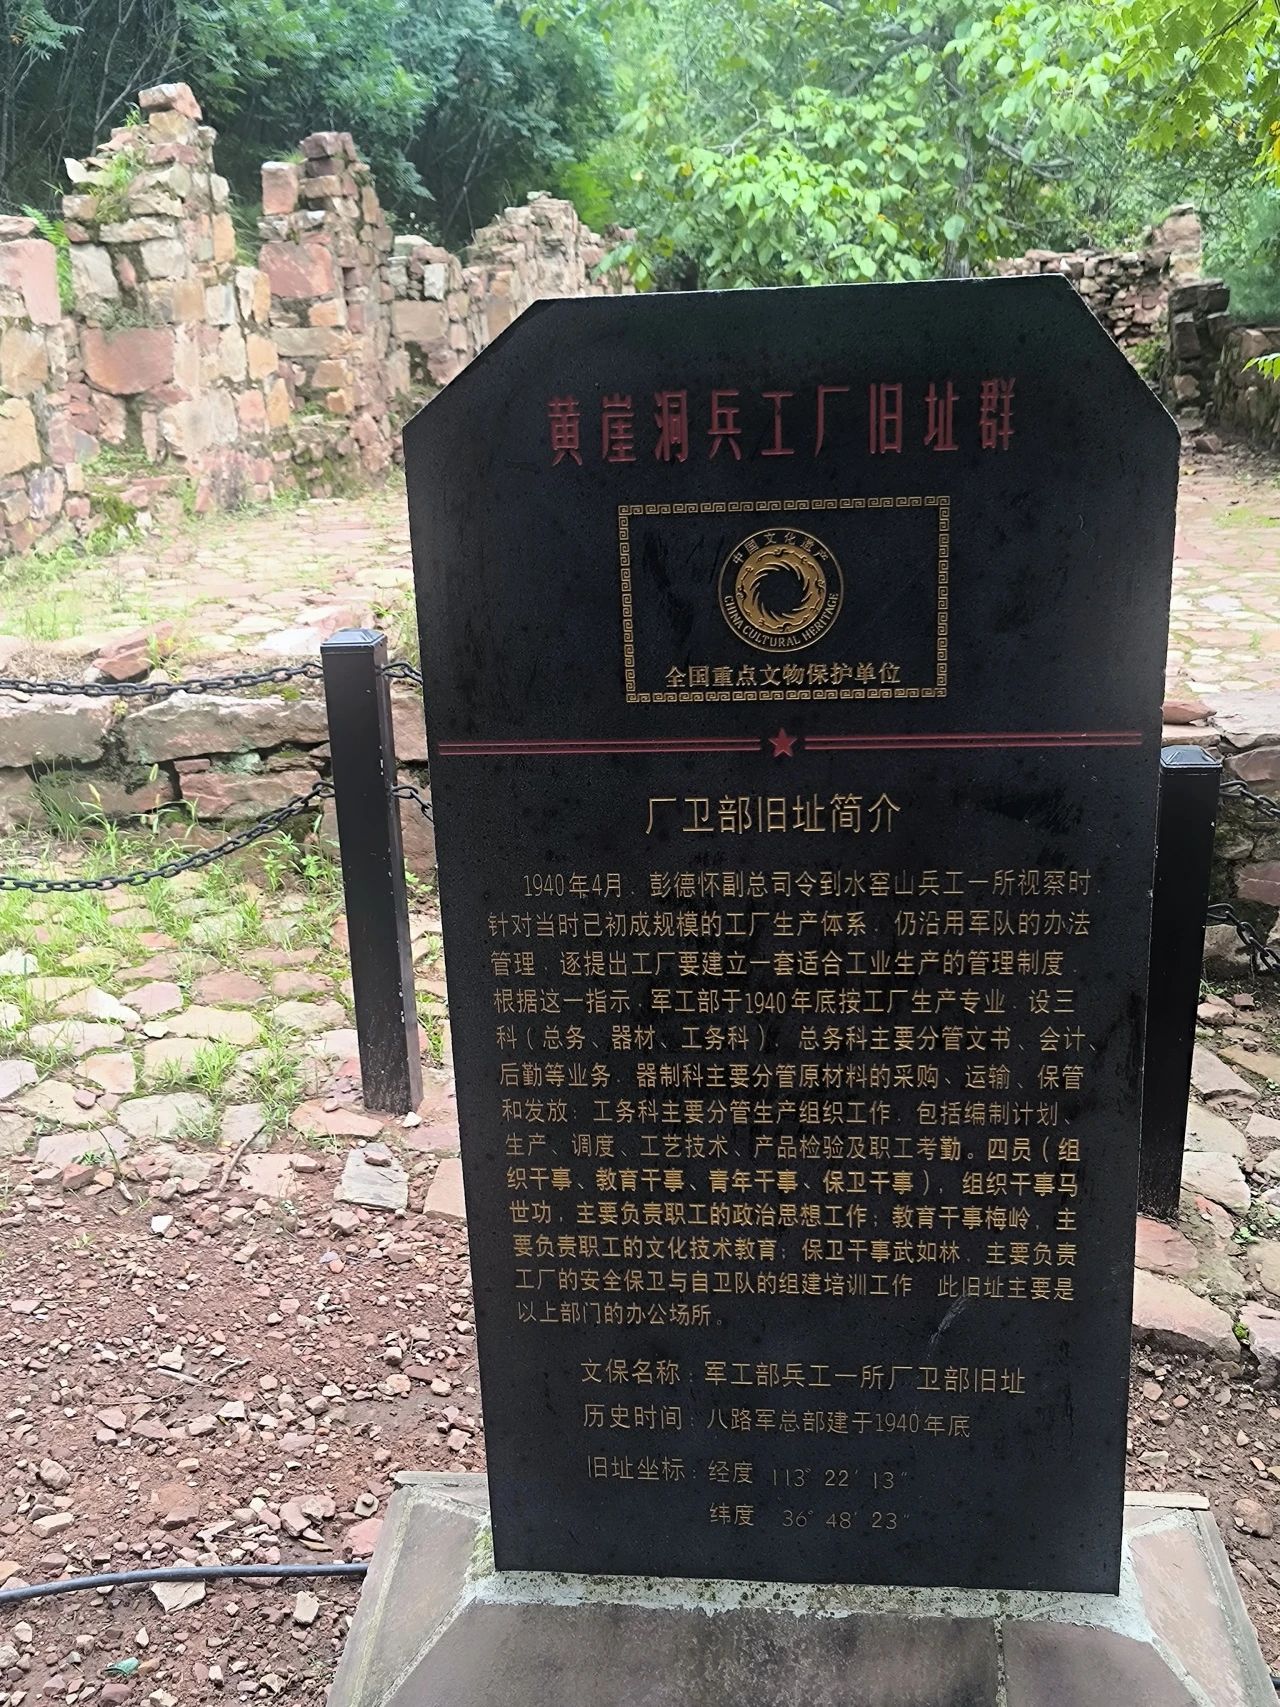 黄崖洞兵工厂旧址群
中国文化遗产
CHINA CULTURAL HERITAGE
全国重点文物保护单位
厂卫部旧址简介
1940年4月，彭德怀副总司令到水窑山兵工一所视察时，
针对当时已初成规模的工厂生产体系，仍沿用军队的办法
管理，逐提出工厂要建立一套适合工业生产的管理制度，
根据这一指示，军工部于1940年底按工厂生产专业，设三
科（总务、器材、工务科），总务科主要分管文书、会计、
后勤等业务，器制科主要分管原材料的采购、运输、保管
和发放；工务科主要分管生产组织工作，包括编制计划、
生产、调度、工艺技术、产品检验及职工考勤。四员（组
织干事、教育干事、青年干事、保卫干事），组织干事马
世功，主要负责职工的政治思想工作；教育干事梅岭，主
要负责职工的文化技术教育；保卫干事武如林，主要负责
工厂的安全保卫与自卫队的组建培训工作 此旧址主要是
以上部门的办公场所。
文保名称：军工部兵工一所厂卫部旧址
历史时间：八路军总部建于1940年底
旧址坐标：经度 113° 22′ 13″
纬度 36° 48′ 23″